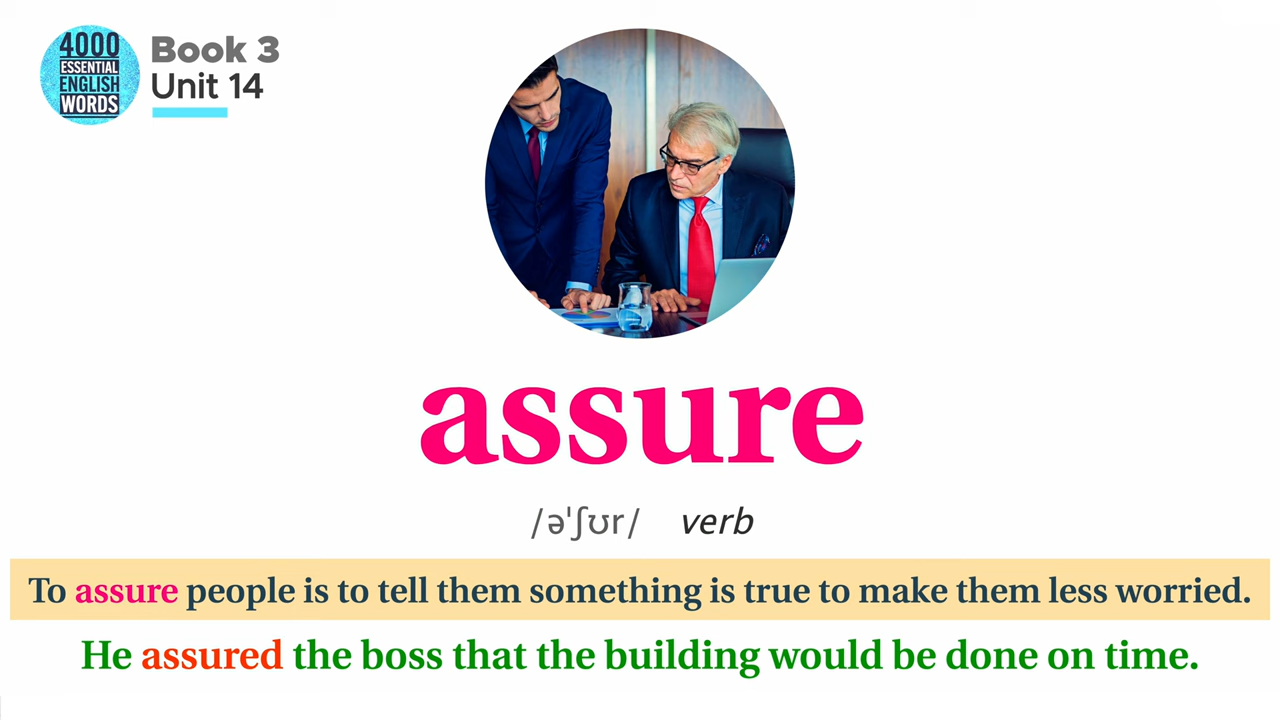 4000
ESSENTIAL
ENGLISH
WORDS
Book 3
Unit 14
assure
/əˈʃʊr/ verb
To assure people is to tell them something is true to make them less worried.
He assured the boss that the building would be done on time.